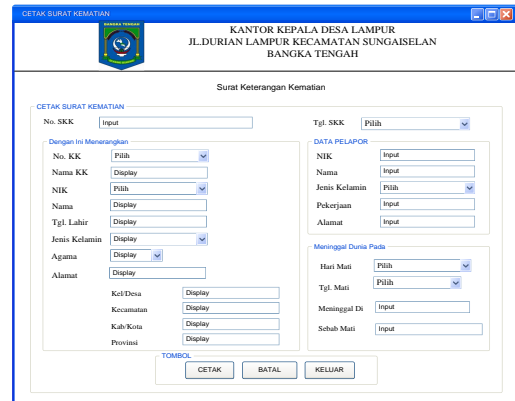 CETAK SURAT KEMATIAN
BANGKA TENGAH
KANTOR KEPALA DESA LAMPUR
JL.DURIAN LAMPUR KECAMATAN SUNGAISELAN
BANGKA TENGAH
Surat Keterangan Kematian
CETAK SURAT KEMATIAN
No. SKK Input
Tgl. SKK Pilih
Dengan Ini Menerangkan
No. KK Pilih
Nama KK Display
NIK Pilih
Nama Display
Tgl. Lahir Display
Jenis Kelamin Display
Agama Display
Alamat Display
Kel/Desa Display
Kecamatan Display
Kab/Kota Display
Provinsi Display
DATA PELAPOR
NIK Input
Nama Input
Jenis Kelamin Pilih
Pekerjaan Input
Alamat Input
Meninggal Dunia Pada
Hari Mati Pilih
Tgl. Mati Pilih
Meninggal Di Input
Sebab Mati Input
TOMBOL
CETAK BATAL KELUAR